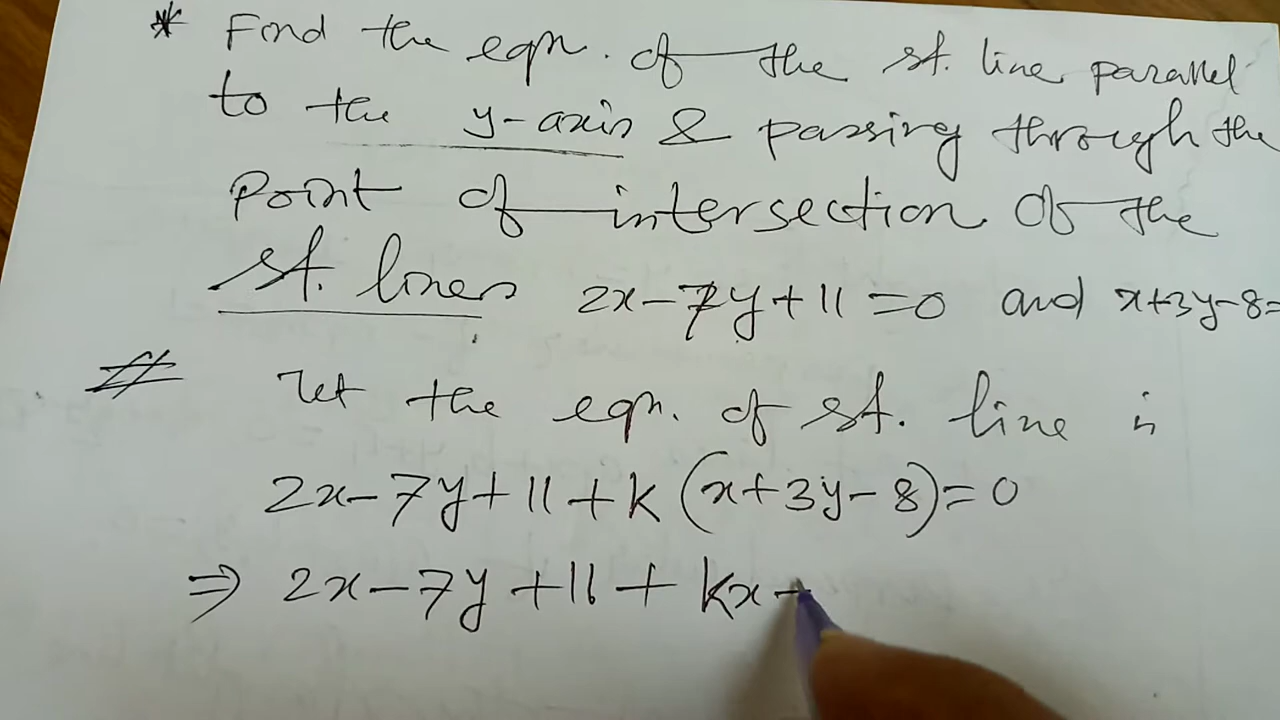 * Find the eqn. of the st. line parallel
to the y-axis & passing through the
point of intersection of the
st. lines 2x-7y+11=0 and x+3y-8=
# Let the eqn. of st. line is
2x-7y+11+k(x+3y-8)=0
⇒ 2x-7y+11+kx+